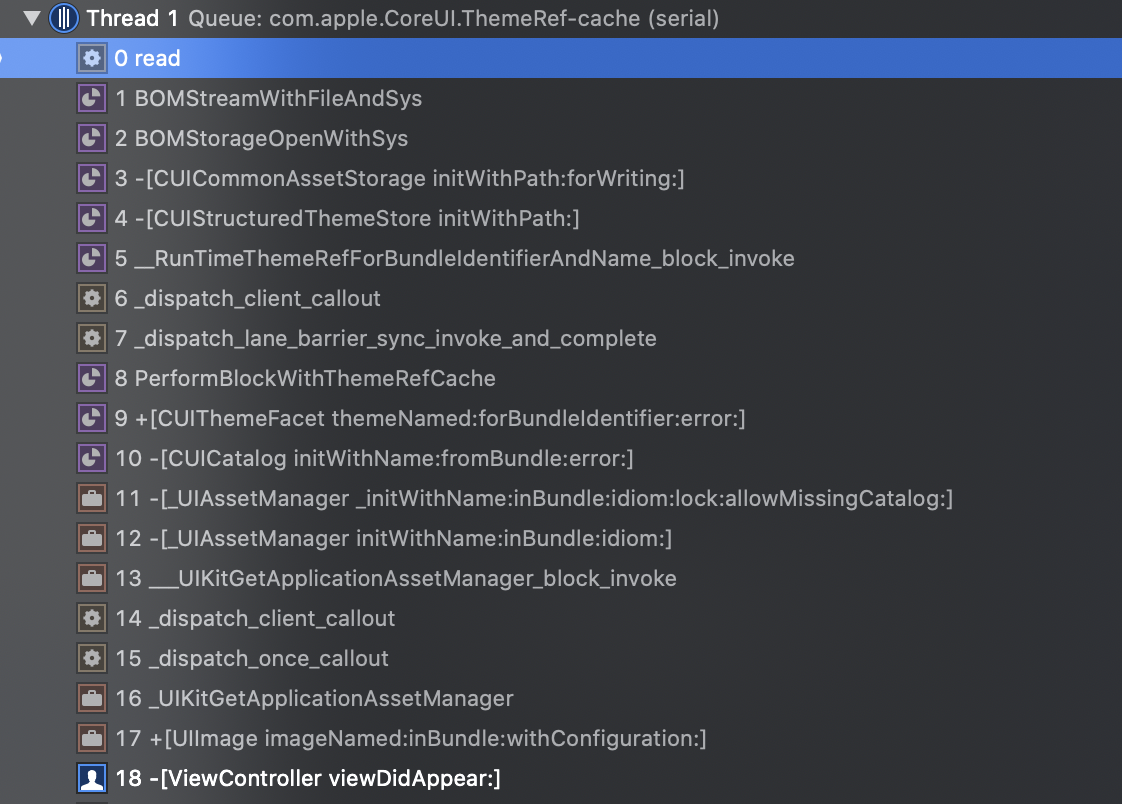 Thread 1 Queue: com.apple.CoreUI.ThemeRef-cache (serial)
0 read
1 BOMStreamWithFileAndSys
2 BOMStorageOpenWithSys
3 -[CUICommonAssetStorage initWithPath:forWriting:]
4 -[CUIStructuredThemeStore initWithPath:]
5 __RunTimeThemeRefForBundleIdentifierAndName_block_invoke
6 _dispatch_client_callout
7 _dispatch_lane_barrier_sync_invoke_and_complete
8 PerformBlockWithThemeRefCache
9 +[CUIThemeFacet themeNamed:forBundleIdentifier:error:]
10 -[CUICatalog initWithName:fromBundle:error:]
11 -[_UIAssetManager _initWithName:inBundle:idiom:lock:allowMissingCatalog:]
12 -[_UIAssetManager initWithName:inBundle:idiom:]
13 ___UIKitGetApplicationAssetManager_block_invoke
14 _dispatch_client_callout
15 _dispatch_once_callout
16 _UIKitGetApplicationAssetManager
17 +[UIImage imageNamed:inBundle:withConfiguration:]
18 -[ViewController viewDidAppear:]